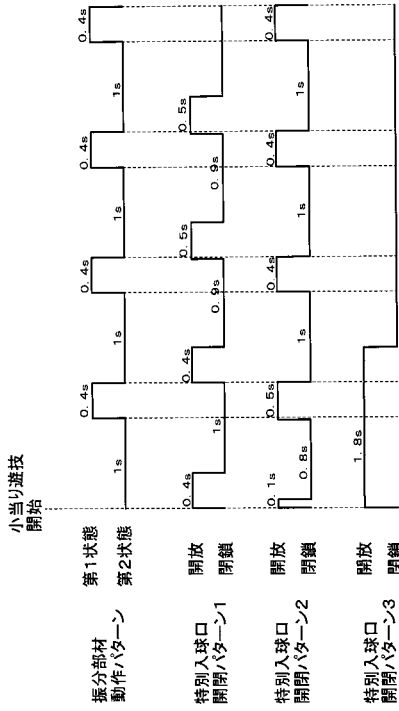 小当り遊技
開始
振分部材
動作パターン
第1状態
第2状態
1s
0.4s
1s
0.4s
1s
0.4s
1s
0.4s
特別入球口
開閉パターン1
開放
閉鎖
0.4s
1s
0.4s
0.9s
0.5s
0.9s
0.5s
特別入球口
開閉パターン2
開放
閉鎖
0.1s
0.8s
0.5s
1s
0.4s
1s
0.4s
1s
0.4s
特別入球口
開閉パターン3
開放
閉鎖
1.8s